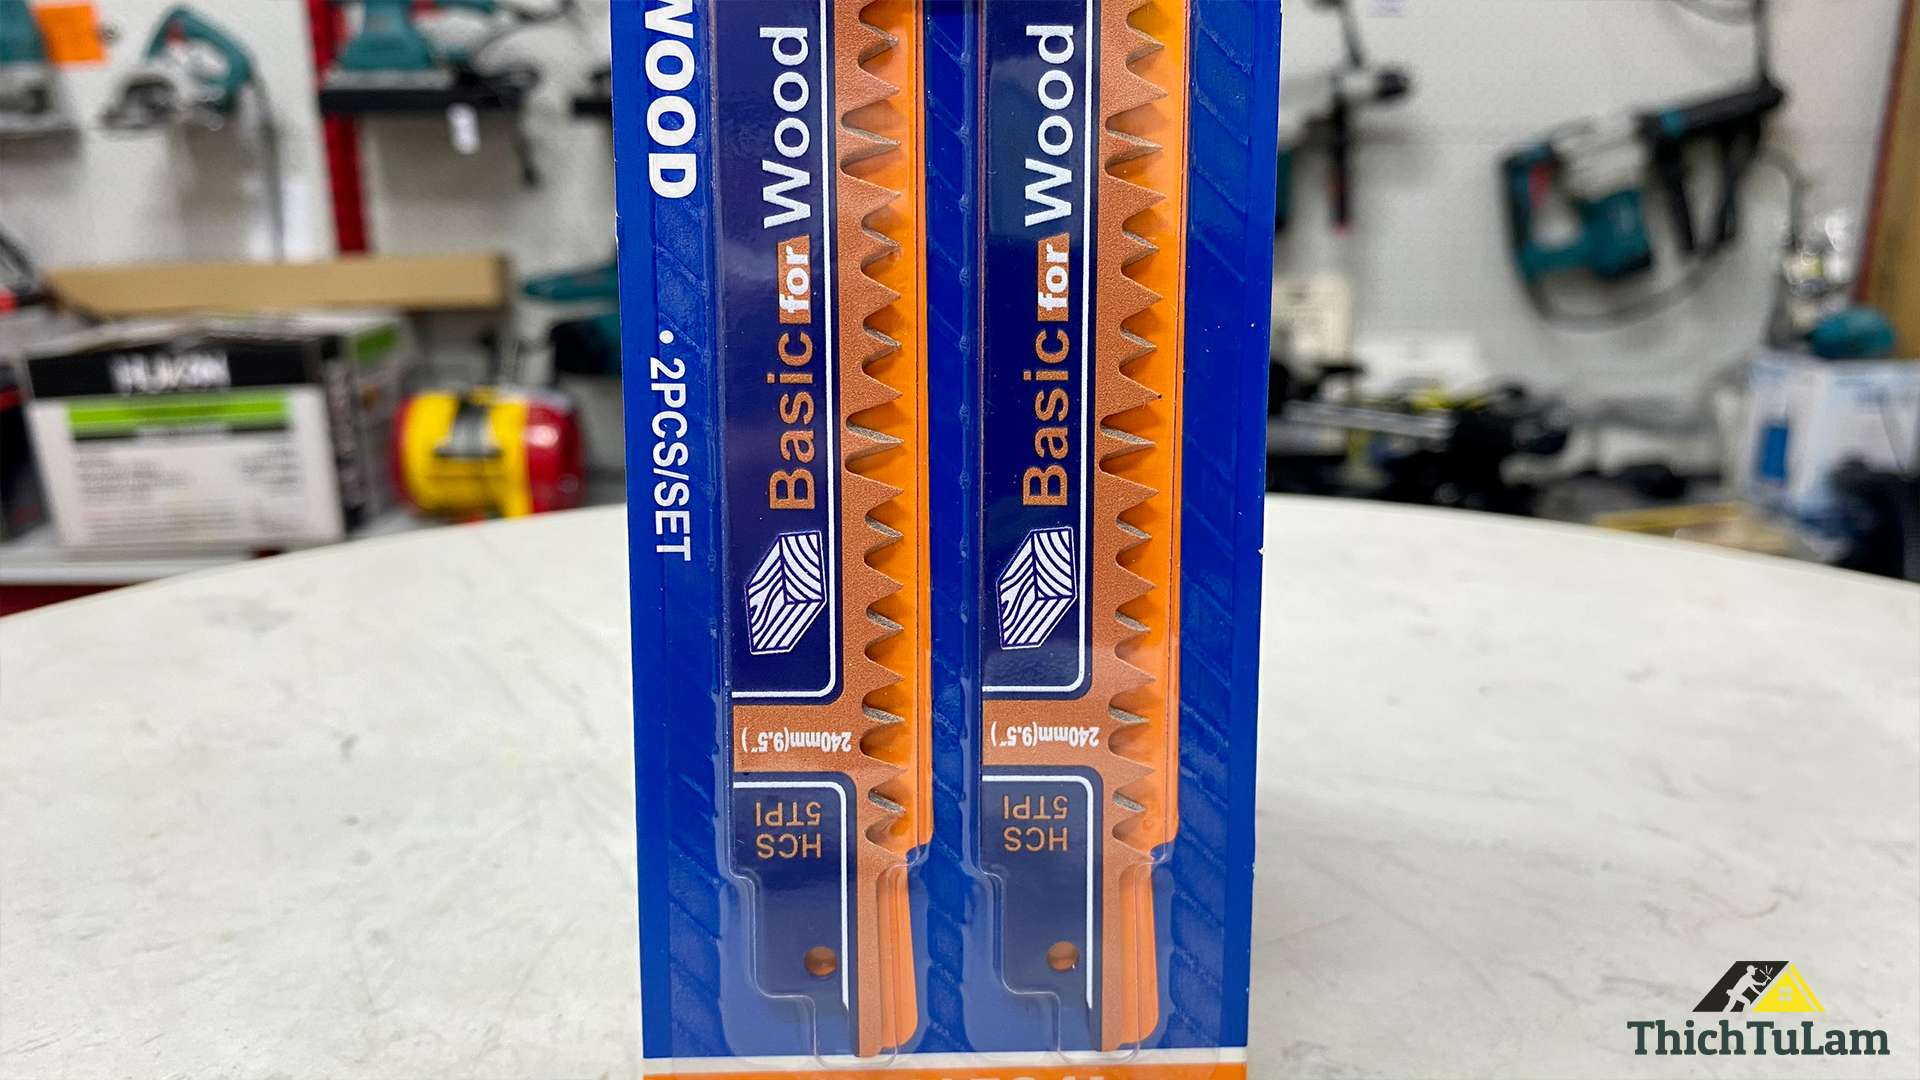 WOOD
• 2PCS/SET
Basic for Wood
240mm(9.5")
HCS
5TPI
Basic for Wood
240mm(9.5")
HCS
5TPI
ThichTuLam